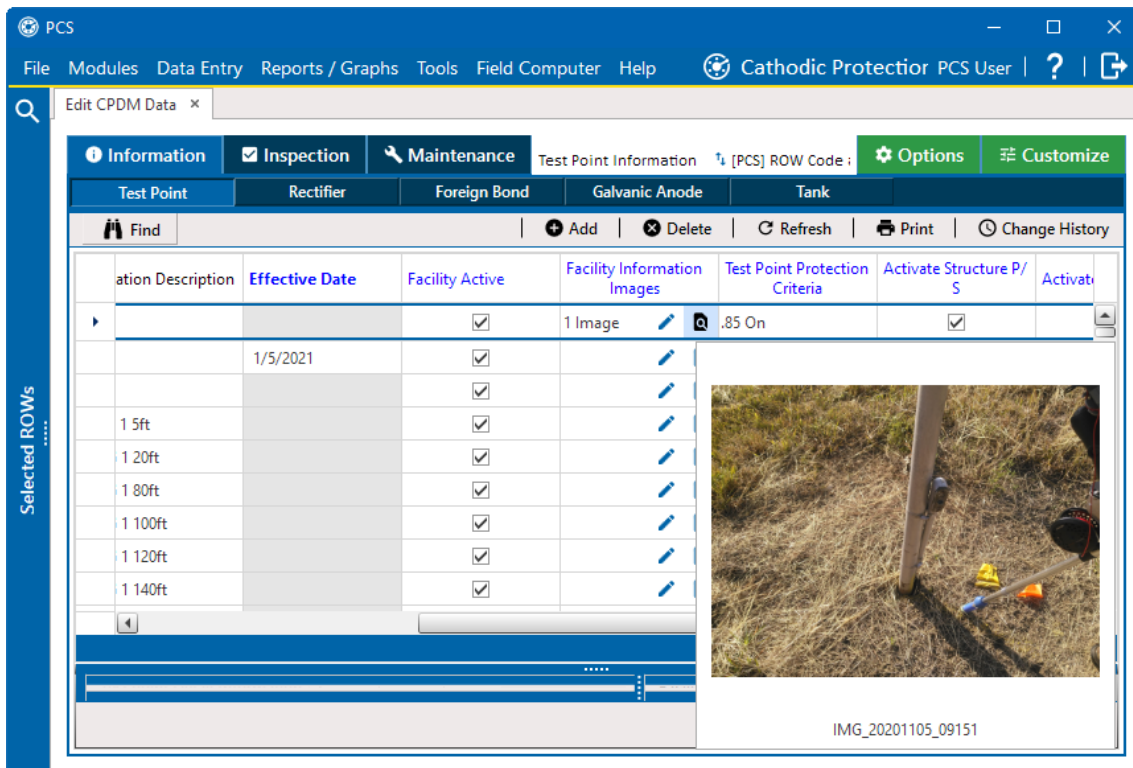 PCS
File Modules Data Entry Reports / Graphs Tools Field Computer Help Cathodic Protection PCS User | ? |
Edit CPDM Data ×
Information Inspection Maintenance Test Point Information [PCS] ROW Code Options Customize
Test Point Rectifier Foreign Bond Galvanic Anode Tank
Find | Add | Delete | Refresh | Print | Change History
ation Description Effective Date Facility Active Facility Information Images Test Point Protection Criteria Activate Structure P/S Activat
1 Image .85 On
1/5/2021
1 5ft
1 20ft
1 80ft
1 100ft
1 120ft
1 140ft
Selected ROWs
IMG_20201105_09151